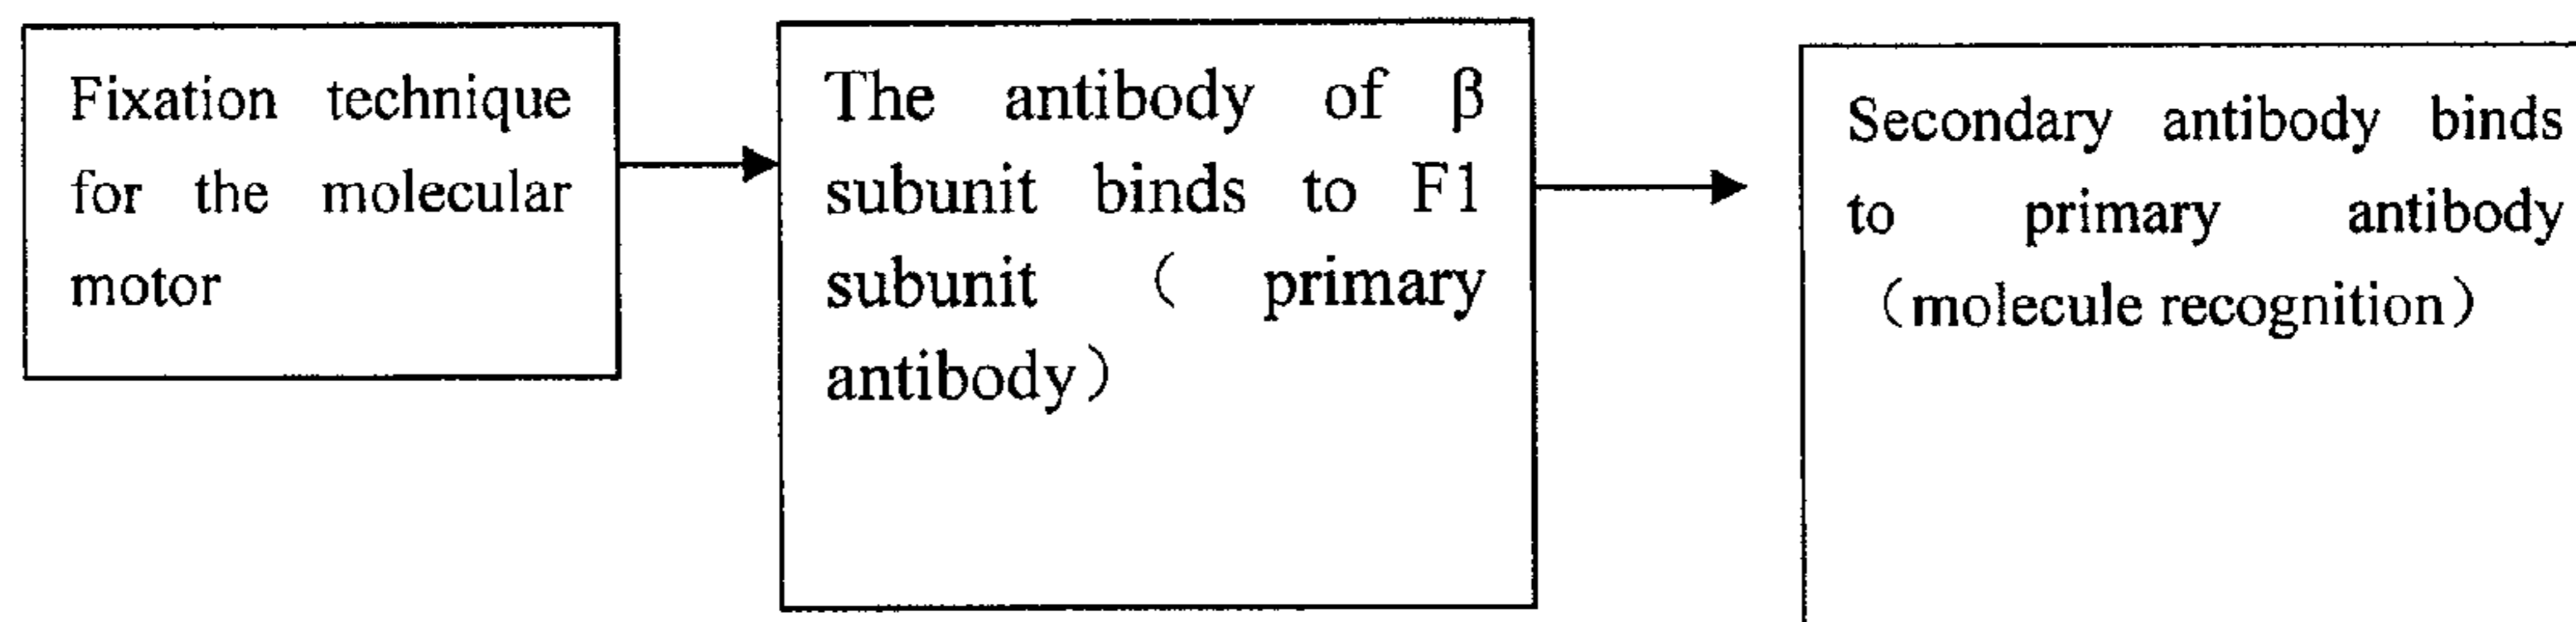 Fixation technique
for the molecular
motor
The antibody of β
subunit binds to F1
subunit （ primary
antibody）
Secondary antibody binds
to primary antibody
（molecule recognition）